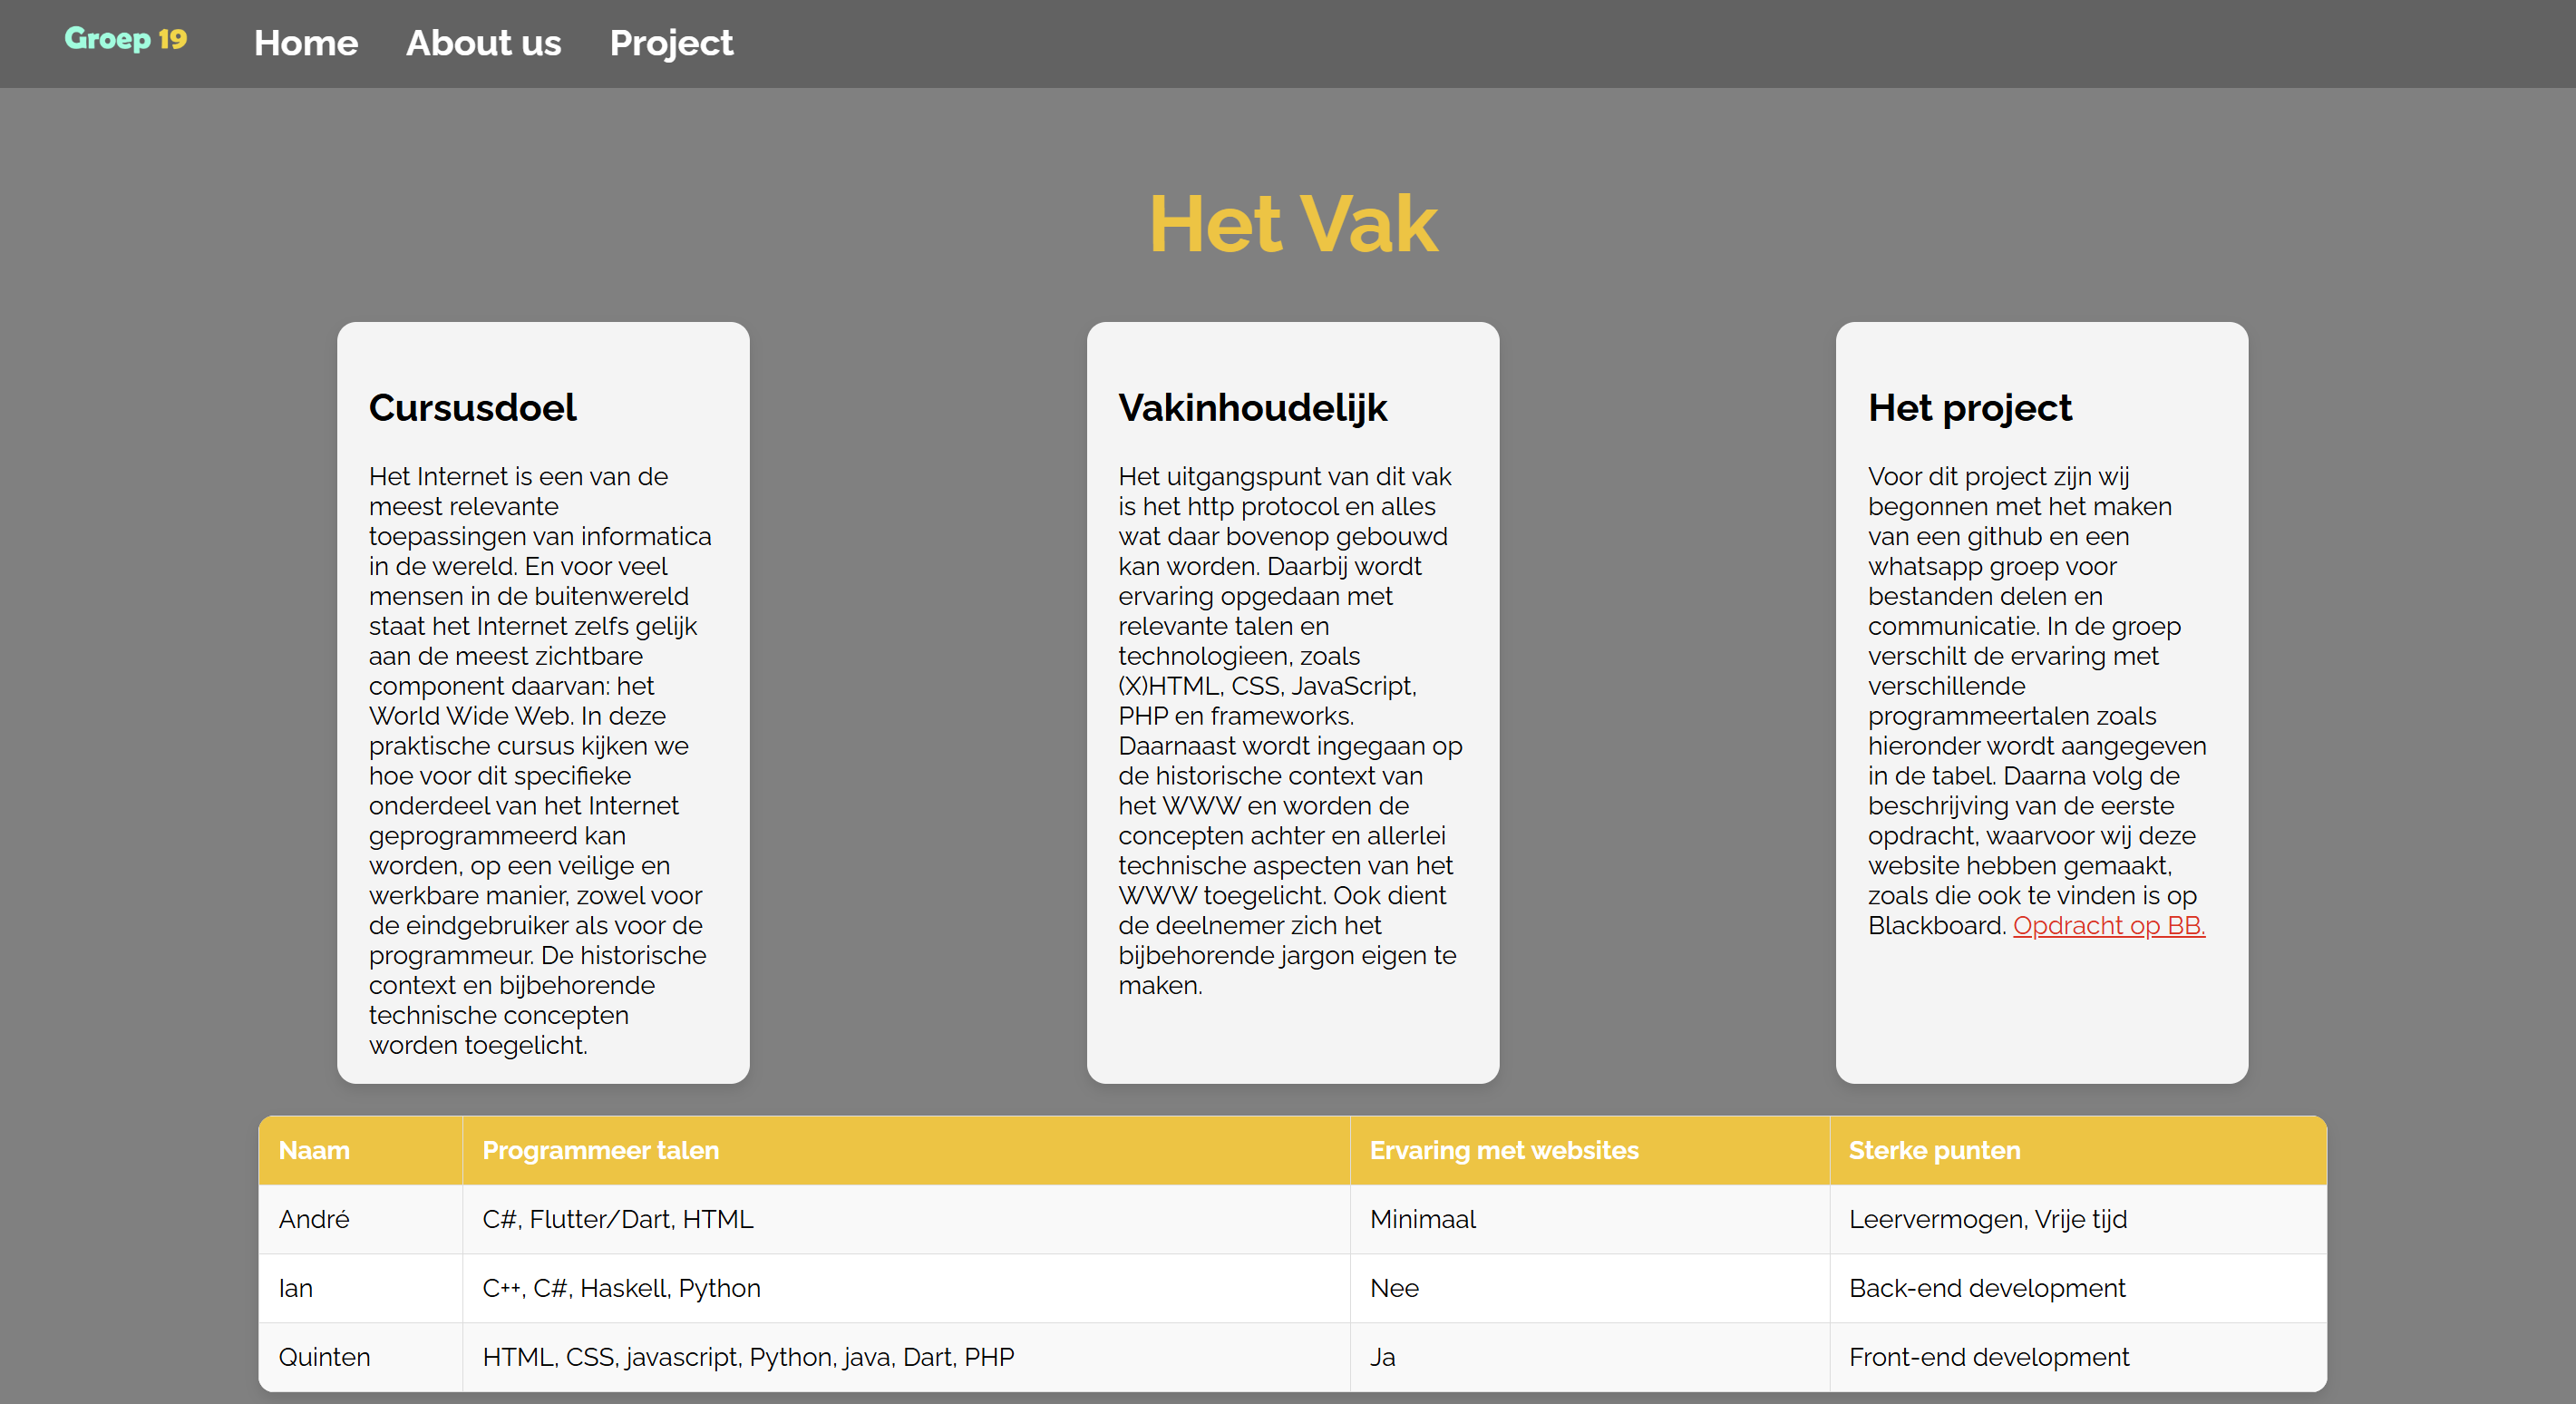 Groep 19 Home About us Project
Het Vak
Cursusdoel
Het Internet is een van de
meest relevante
toepassingen van informatica
in de wereld. En voor veel
mensen in de buitenwereld
staat het Internet zelfs gelijk
aan de meest zichtbare
component daarvan: het
World Wide Web. In deze
praktische cursus kijken we
hoe voor dit specifieke
onderdeel van het Internet
geprogrammeerd kan
worden, op een veilige en
werkbare manier, zowel voor
de eindgebruiker als voor de
programmeur. De historische
context en bijbehorende
technische concepten
worden toegelicht.
Vakinhoudelijk
Het uitgangspunt van dit vak
is het http protocol en alles
wat daar bovenop gebouwd
kan worden. Daarbij wordt
ervaring opgedaan met
relevante talen en
technologieen, zoals
(X)HTML, CSS, JavaScript,
PHP en frameworks.
Daarnaast wordt ingegaan op
de historische context van
het WWW en worden de
concepten achter en allerlei
technische aspecten van het
WWW toegelicht. Ook dient
de deelnemer zich het
bijbehorende jargon eigen te
maken.
Het project
Voor dit project zijn wij
begonnen met het maken
van een github en een
whatsapp groep voor
bestanden delen en
communicatie. In de groep
verschilt de ervaring met
verschillende
programmeertalen zoals
hieronder wordt aangegeven
in de tabel. Daarna volg de
beschrijving van de eerste
opdracht, waarvoor wij deze
website hebben gemaakt,
zoals die ook te vinden is op
Blackboard. Opdracht op BB.
Naam Programmeer talen Ervaring met websites Sterke punten
André C#, Flutter/Dart, HTML Minimaal Leervermogen, Vrije tijd
Ian C++, C#, Haskell, Python Nee Back-end development
Quinten HTML, CSS, javascript, Python, java, Dart, PHP Ja Front-end development